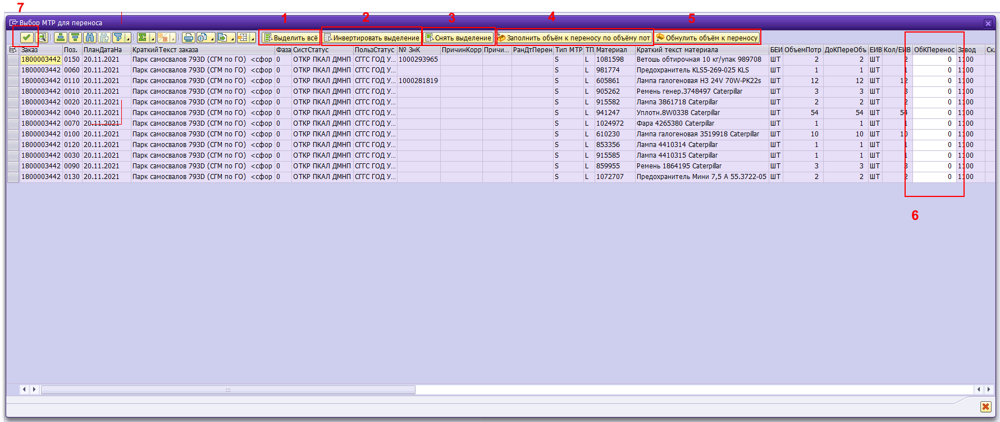 7 1 2 3 4 5
Выбор МТР для переноса
Выделить всё Инвертировать выделение Снять выделение Заполнить объём к переносу по объёму пот Обнулить объём к переносу
Заказ Поз. ПланДатаНа КраткийТекст заказа Фаза СистСтатус ПользСтатус № ЗнК ПричинКорр Причи... РанДтПерен Тип МТР ТП Материал Краткий текст материала БЕИ ОбъемПотр ДоКПереОбъ ЕИВ Кол/ЕИВ ОбКПеренос Завод Скл
1800003442 0150 20.11.2021 Парк самосвалов 793D (СГМ по ГО) <сфор 0 ОТКР ПКАЛ ДМНП СГГС ГОД У... 1000293965 S L 1081598 Ветошь обтирочная 10 кг/упак 989708 ШТ 2 2 ШТ 2 0 1100
1800003442 0060 20.11.2021 Парк самосвалов 793D (СГМ по ГО) <сфор 0 ОТКР ПКАЛ ДМНП СГГС ГОД У... S L 981774 Предохранитель KLS5-269-025 KLS ШТ 1 1 ШТ 1 0 1100
1800003442 0110 20.11.2021 Парк самосвалов 793D (СГМ по ГО) <сфор 0 ОТКР ПКАЛ ДМНП СГГС ГОД У... 1000281819 S L 605861 Лампа галогеновая H3 24V 70W-PK22s ШТ 12 12 ШТ 12 0 1100
1800003442 0010 20.11.2021 Парк самосвалов 793D (СГМ по ГО) <сфор 0 ОТКР ПКАЛ ДМНП СГГС ГОД У... S L 905262 Ремень генер.3748497 Caterpillar ШТ 3 3 ШТ 3 0 1100
1800003442 0020 20.11.2021 Парк самосвалов 793D (СГМ по ГО) <сфор 0 ОТКР ПКАЛ ДМНП СГГС ГОД У... S L 915582 Лампа 3861718 Caterpillar ШТ 2 2 ШТ 2 0 1100
1800003442 0040 20.11.2021 Парк самосвалов 793D (СГМ по ГО) <сфор 0 ОТКР ПКАЛ ДМНП СГГС ГОД У... S L 941247 Уплотн.8W0338 Caterpillar ШТ 54 54 ШТ 54 0 1100
1800003442 0070 20.11.2021 Парк самосвалов 793D (СГМ по ГО) <сфор 0 ОТКР ПКАЛ ДМНП СГГС ГОД У... S L 1024972 Фара 4265380 Caterpillar ШТ 1 1 ШТ 1 0 1100
1800003442 0100 20.11.2021 Парк самосвалов 793D (СГМ по ГО) <сфор 0 ОТКР ПКАЛ ДМНП СГГС ГОД У... S L 610230 Лампа галогеновая 3519918 Caterpillar ШТ 10 10 ШТ 10 0 1100
1800003442 0120 20.11.2021 Парк самосвалов 793D (СГМ по ГО) <сфор 0 ОТКР ПКАЛ ДМНП СГГС ГОД У... S L 853356 Лампа 4410314 Caterpillar ШТ 1 1 ШТ 1 0 1100
1800003442 0030 20.11.2021 Парк самосвалов 793D (СГМ по ГО) <сфор 0 ОТКР ПКАЛ ДМНП СГГС ГОД У... S L 915585 Лампа 4410315 Caterpillar ШТ 1 1 ШТ 1 0 1100
1800003442 0090 20.11.2021 Парк самосвалов 793D (СГМ по ГО) <сфор 0 ОТКР ПКАЛ ДМНП СГГС ГОД У... S L 859955 Ремень 1864195 Caterpillar ШТ 3 3 ШТ 3 0 1100
1800003442 0130 20.11.2021 Парк самосвалов 793D (СГМ по ГО) <сфор 0 ОТКР ПКАЛ ДМНП СГГС ГОД У... S L 1072707 Предохранитель Мини 7,5 А 55.3722-05 ШТ 2 2 ШТ 2 0 1100
6